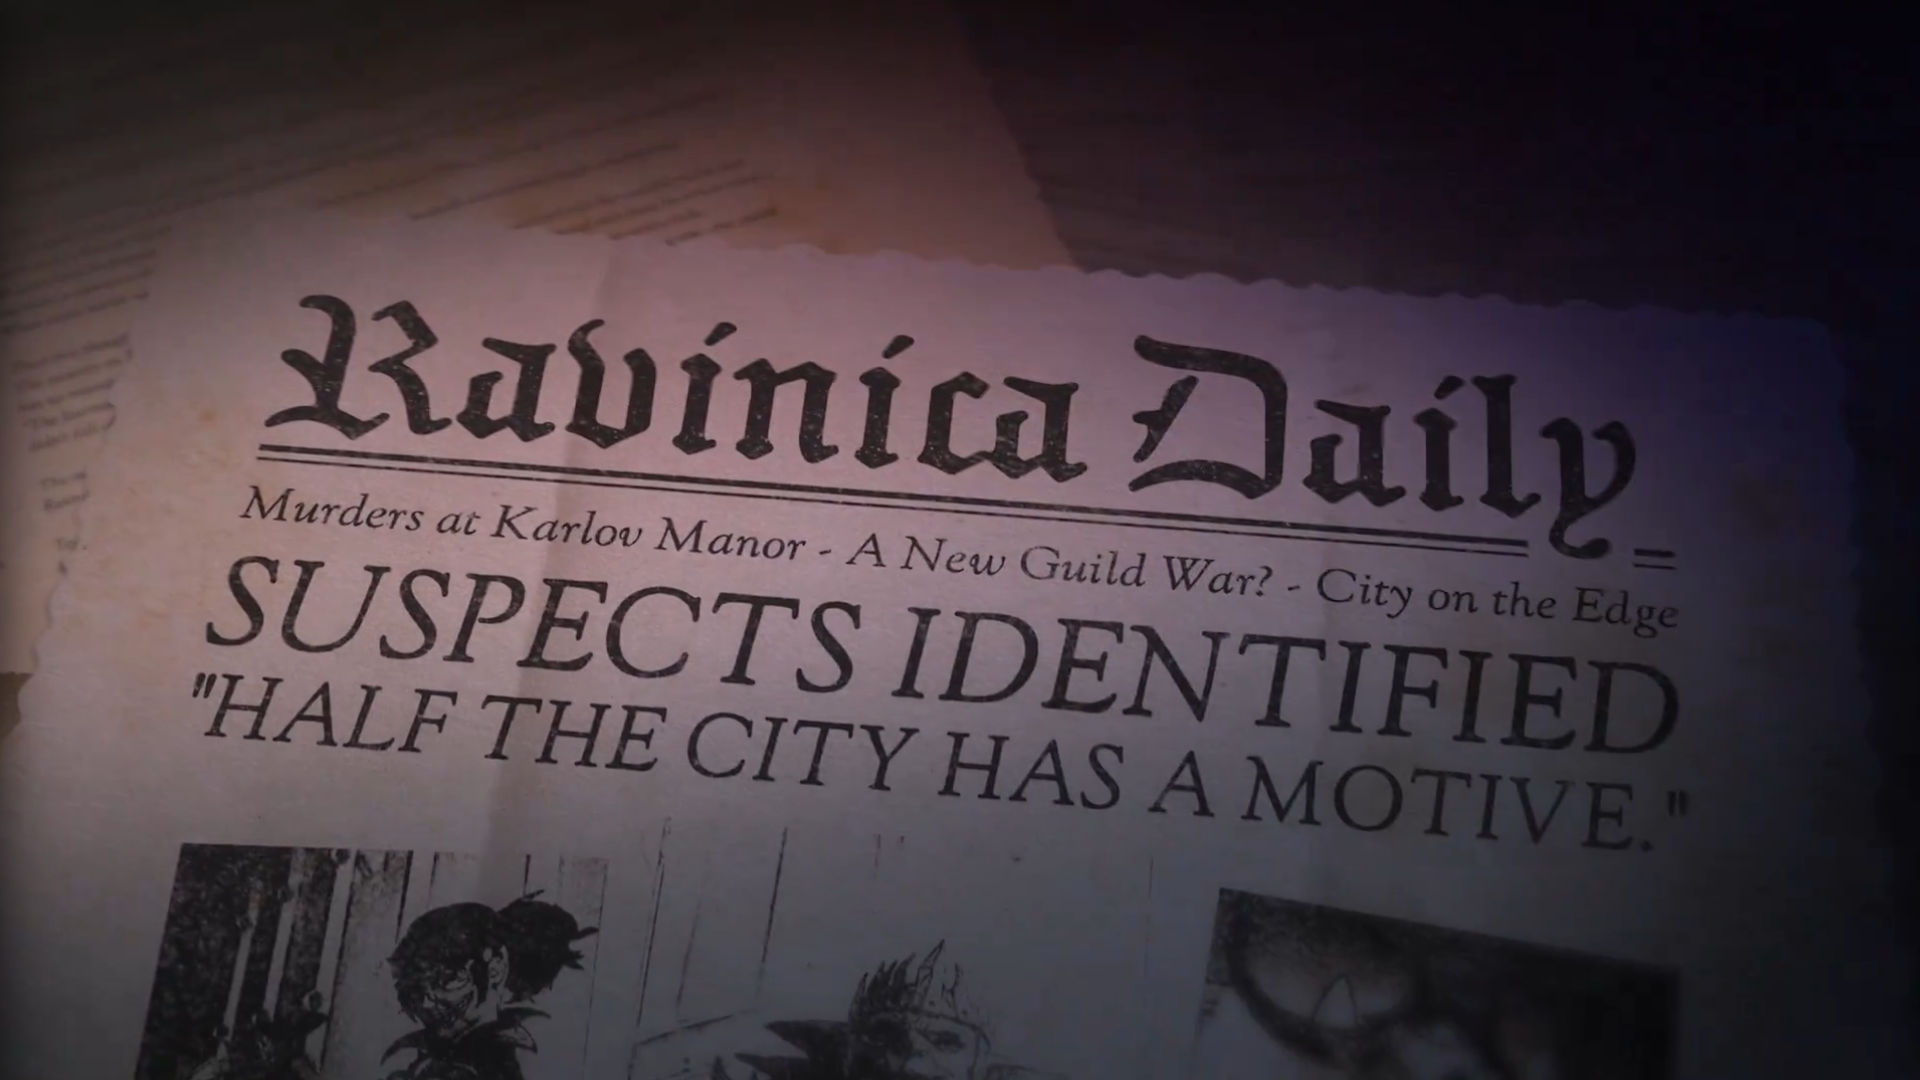 Ravinica Daily
Murders at Karlov Manor - A New Guild War? - City on the Edge
SUSPECTS IDENTIFIED
"HALF THE CITY HAS A MOTIVE."